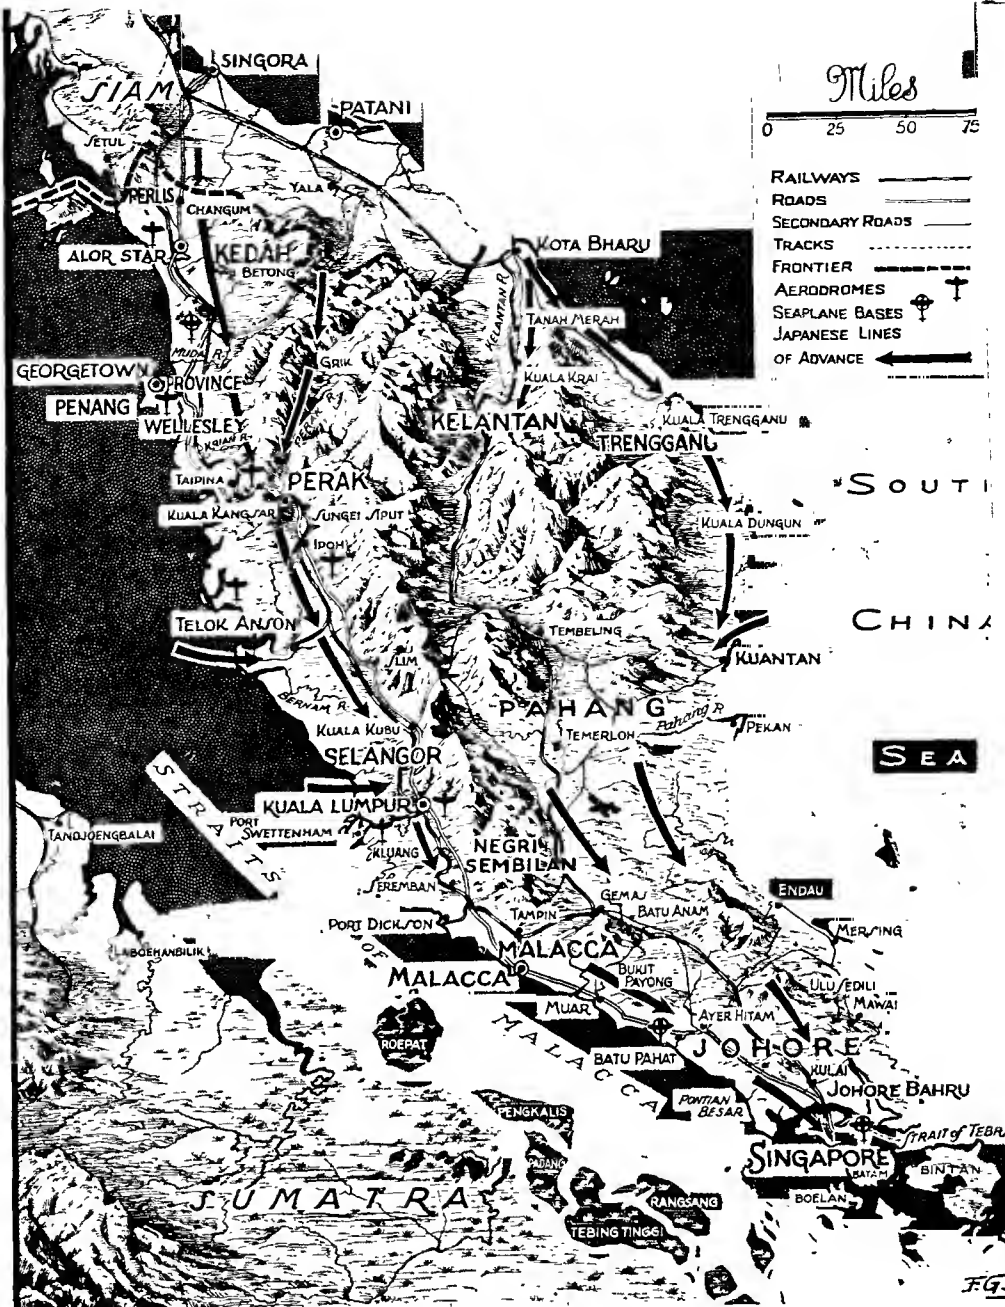 SINGORA
SIAM
PATANI
SETUL
YALA
PERLIS
CHANGUM
ALOR STAR
KEDAH
BETONG
KOTA BHARU
KELANTAN R
TANAH MERAH
MUDA R
GEORGETOWN
PROVINCE
PENANG
WELLESLEY
KRIAN R
GRIK
KUALA KRAI
KELANTAN
KUALA TRENGGANU
TRENGGANU
TAIPINA
PERAK
KUALA KANGSAR
SUNGEI SIPUT
IPOH
KUALA DUNGUN
TELOK ANSON
TEMBELING
KUANTAN
SLIM
BERNAM R.
PAHANG
PAHANG R
TEMERLOH
PEKAN
KUALA KUBU
SELANGOR
KUALA LUMPUR
PORT
SWETTENHAM
KLUANG
NEGRI
SEMBILAN
SEREMBAN
GEMAS
BATU ANAM
ENDAU
PORT DICKSON
TAMPIN
MERSING
MALACCA
MALACCA
BUKIT
PAYONG
ULU SEDILI
MAWAI
MUAR
AYER HITAM
JOHORE
BATU PAHAT
KULAI
JOHORE BAHRU
PONTIAN
BESAR
STRAIT of TEBR
SINGAPORE
BATAM
BINTAN
BOELAN
TANDJOENGBALAI
LABOEHANBILIK
STRAITS
OF
MALACCA
ROEPAT
PENGKALIS
PADANG
RANGSANG
TEBING TINGGI
SUMATRA
SOUT
CHINA
SEA
Miles
0 25 50 75
RAILWAYS
ROADS
SECONDARY ROADS
TRACKS
FRONTIER
AERODROMES
SEAPLANE BASES
JAPANESE LINES
OF ADVANCE
F.G.